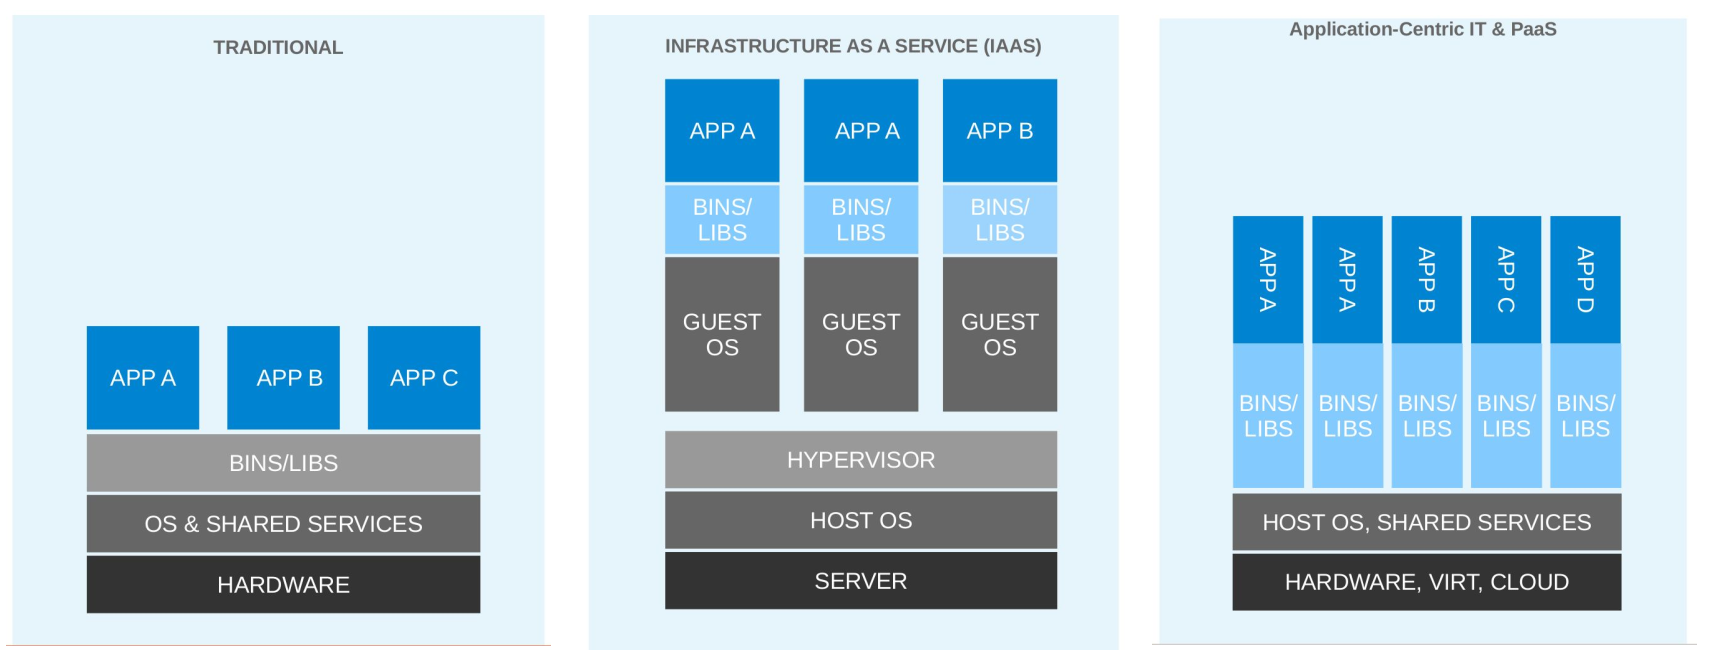 TRADITIONAL
APP A
APP B
APP C
BINS/LIBS
OS & SHARED SERVICES
HARDWARE
INFRASTRUCTURE AS A SERVICE (IAAS)
APP A
APP A
APP B
BINS/
LIBS
BINS/
LIBS
BINS/
LIBS
GUEST
OS
GUEST
OS
GUEST
OS
HYPERVISOR
HOST OS
SERVER
Application-Centric IT & PaaS
APP A
APP A
APP B
APP C
APP D
BINS/
LIBS
BINS/
LIBS
BINS/
LIBS
BINS/
LIBS
BINS/
LIBS
HOST OS, SHARED SERVICES
HARDWARE, VIRT, CLOUD